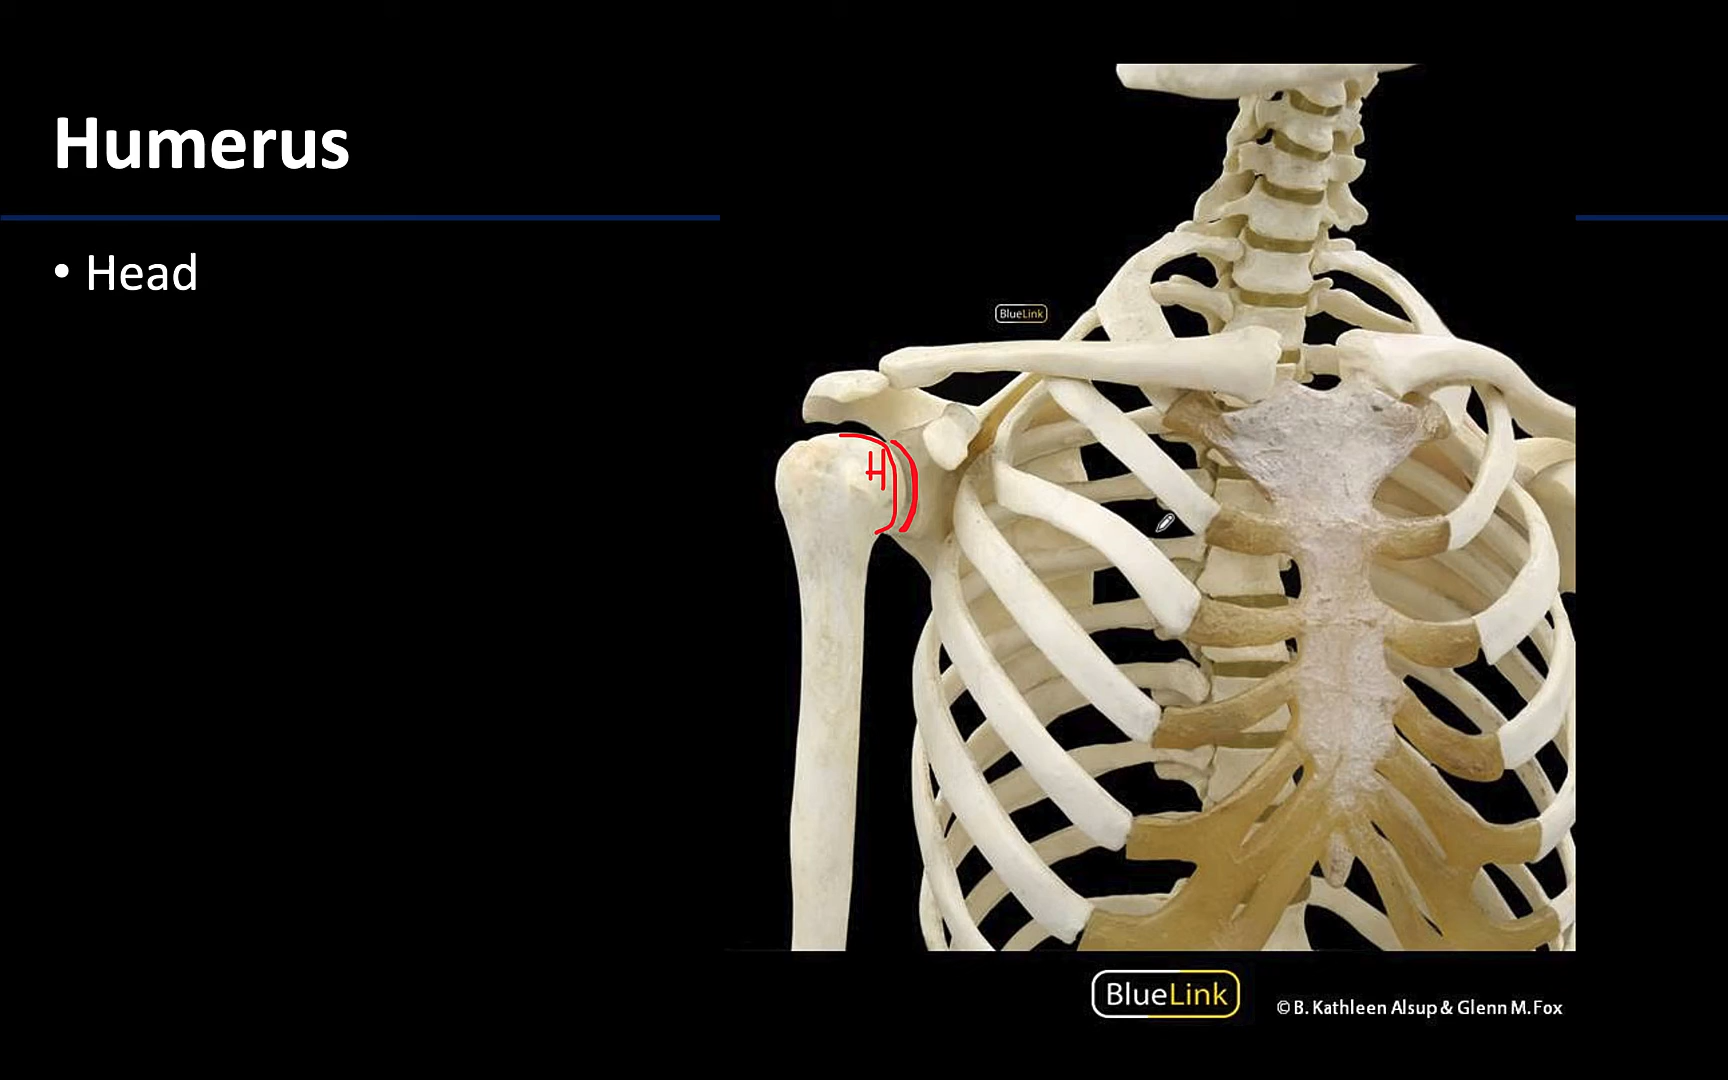 Humerus
• Head
BlueLink
H
BlueLink
© B. Kathleen Alsup & Glenn M. Fox